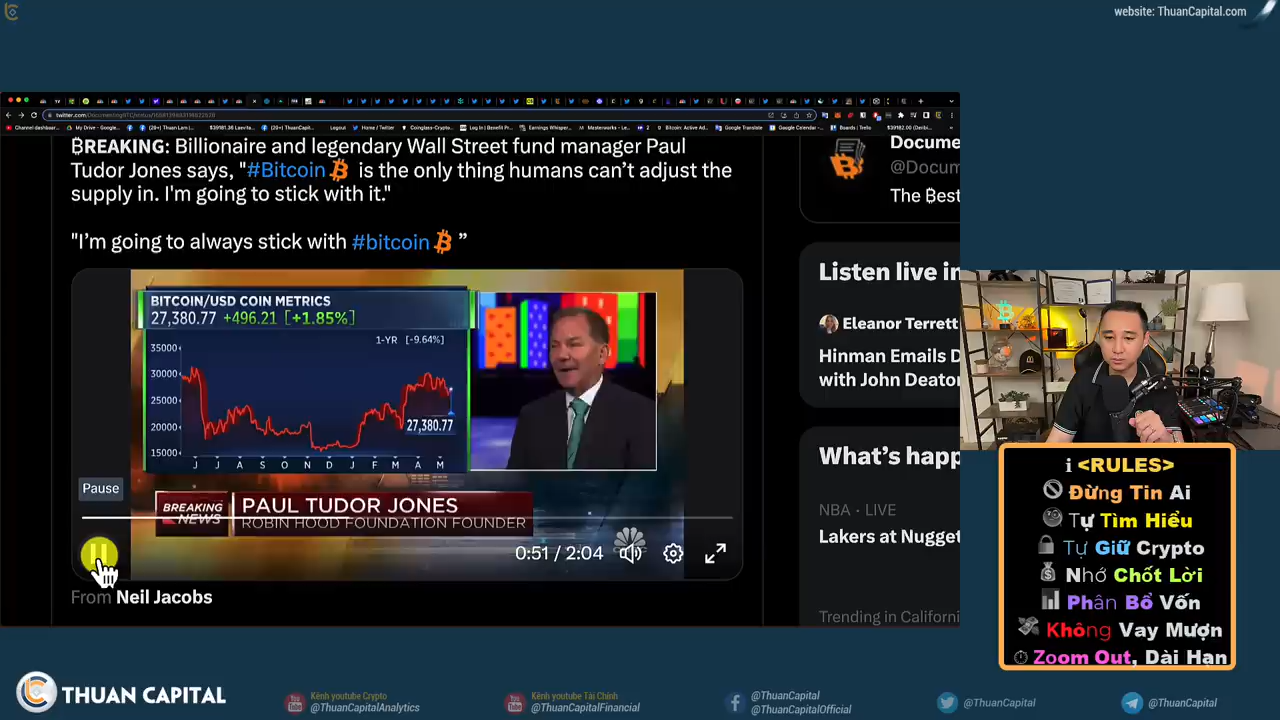 website: ThuanCapital.com
₿REAKING: Billionaire and legendary Wall Street fund manager Paul
Tudor Jones says, "#Bitcoin is the only thing humans can't adjust the
supply in. I'm going to stick with it."
"I'm going to always stick with #bitcoin ”
BITCOIN/USD COIN METRICS
27,380.77 +496.21 [+1.85%]
1-YR [-9.64%]
35000
30000
25000
20000
15000
27,380.77
J J A S O N D J F M A M
Pause
BREAKING NEWS
PAUL TUDOR JONES
ROBIN HOOD FOUNDATION FOUNDER
0:51 / 2:04
From Neil Jacobs
Docume
@Docum
The ₿est
Listen live in
Eleanor Terrett
Hinman Emails D
with John Deaton
What's happ
NBA · LIVE
Lakers at Nugget
Trending in Californi
i <RULES>
Đừng Tin Ai
Tự Tìm Hiểu
Tự Giữ Crypto
Nhớ Chốt Lời
Phân Bổ Vốn
Không Vay Mượn
Zoom Out, Dài Hạn
THUAN CAPITAL
Kênh youtube Crypto
@ThuanCapitalAnalytics
Kênh youtube Tài Chính
@ThuanCapitalFinancial
@ThuanCapital
@ThuanCapitalOfficial
@ThuanCapital
@ThuanCapital